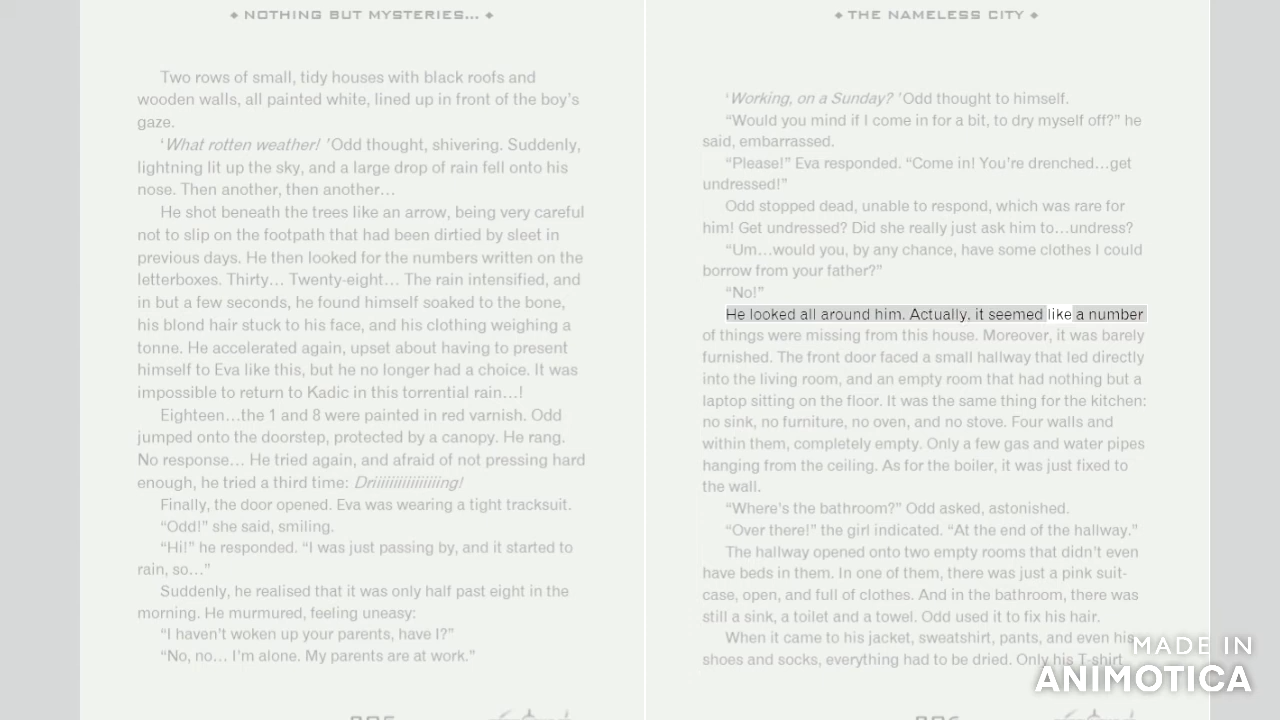 ◆ NOTHING BUT MYSTERIES... ◆
Two rows of small, tidy houses with black roofs and
wooden walls, all painted white, lined up in front of the boy's
gaze.
'What rotten weather! 'Odd thought, shivering. Suddenly,
lightning lit up the sky, and a large drop of rain fell onto his
nose. Then another, then another…
He shot beneath the trees like an arrow, being very careful
not to slip on the footpath that had been dirtied by sleet in
previous days. He then looked for the numbers written on the
letterboxes. Thirty… Twenty-eight… The rain intensified, and
in but a few seconds, he found himself soaked to the bone,
his blond hair stuck to his face, and his clothing weighing a
tonne. He accelerated again, upset about having to present
himself to Eva like this, but he no longer had a choice. It was
impossible to return to Kadic in this torrential rain…!
Eighteen…the 1 and 8 were painted in red varnish. Odd
jumped onto the doorstep, protected by a canopy. He rang.
No response… He tried again, and afraid of not pressing hard
enough, he tried a third time: Driiiiiiiiiiiiiiing!
Finally, the door opened. Eva was wearing a tight tracksuit.
"Odd!" she said, smiling.
"Hi!" he responded. "I was just passing by, and it started to
rain, so…"
Suddenly, he realised that it was only half past eight in the
morning. He murmured, feeling uneasy:
"I haven't woken up your parents, have I?"
"No, no… I'm alone. My parents are at work."
◆ THE NAMELESS CITY ◆
'Working, on a Sunday? 'Odd thought to himself.
"Would you mind if I come in for a bit, to dry myself off?" he
said, embarrassed.
"Please!" Eva responded. "Come in! You're drenched…get
undressed!"
Odd stopped dead, unable to respond, which was rare for
him! Get undressed? Did she really just ask him to…undress?
"Um…would you, by any chance, have some clothes I could
borrow from your father?"
"No!"
He looked all around him. Actually, it seemed like a number
of things were missing from this house. Moreover, it was barely
furnished. The front door faced a small hallway that led directly
into the living room, and an empty room that had nothing but a
laptop sitting on the floor. It was the same thing for the kitchen:
no sink, no furniture, no oven, and no stove. Four walls and
within them, completely empty. Only a few gas and water pipes
hanging from the ceiling. As for the boiler, it was just fixed to
the wall.
"Where's the bathroom?" Odd asked, astonished.
"Over there!" the girl indicated. "At the end of the hallway."
The hallway opened onto two empty rooms that didn't even
have beds in them. In one of them, there was just a pink suit-
case, open, and full of clothes. And in the bathroom, there was
still a sink, a toilet and a towel. Odd used it to fix his hair.
When it came to his jacket, sweatshirt, pants, and even his
shoes and socks, everything had to be dried. Only his T-shirt
MADE IN
ANIMOTICA